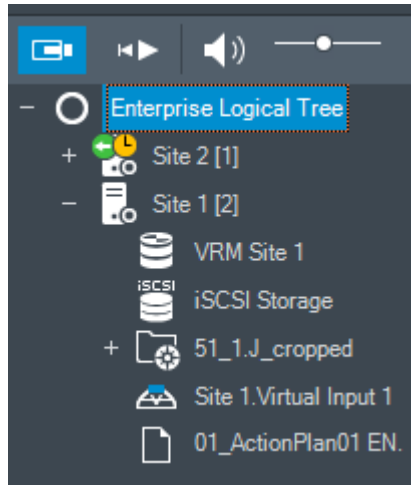 Enterprise Logical Tree
Site 2 [1]
Site 1 [2]
VRM Site 1
iSCSI
iSCSI Storage
51_1.J_cropped
Site 1.Virtual Input 1
01_ActionPlan01 EN.